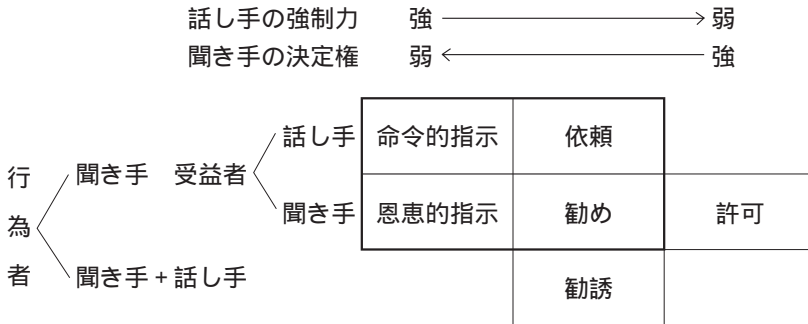 話し手の強制力 強 → 弱
聞き手の決定権 弱 ← 強
話し手 命令的指示 依頼
行為者 聞き手 受益者
聞き手 恩恵的指示 勧め 許可
聞き手+話し手
勧誘